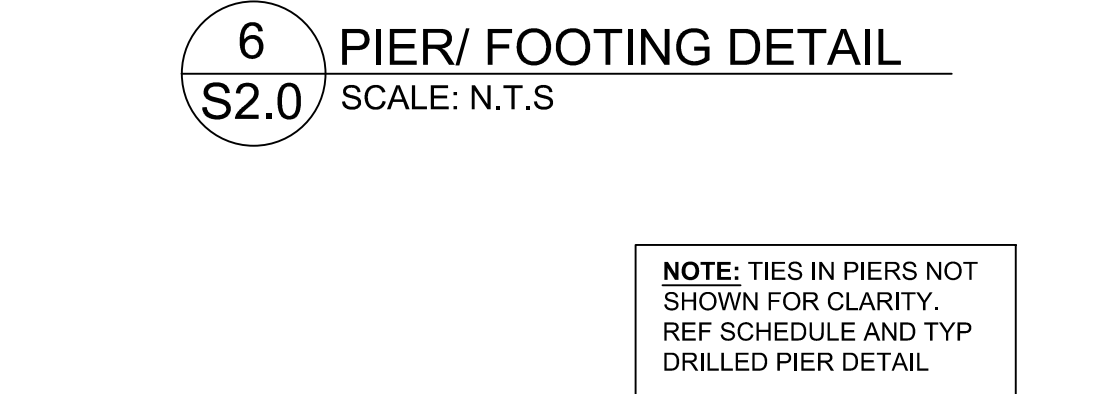 6
PIER/ FOOTING DETAIL
S2.0
SCALE: N.T.S
NOTE: TIES IN PIERS NOT
SHOWN FOR CLARITY.
REF SCHEDULE AND TYP
DRILLED PIER DETAIL